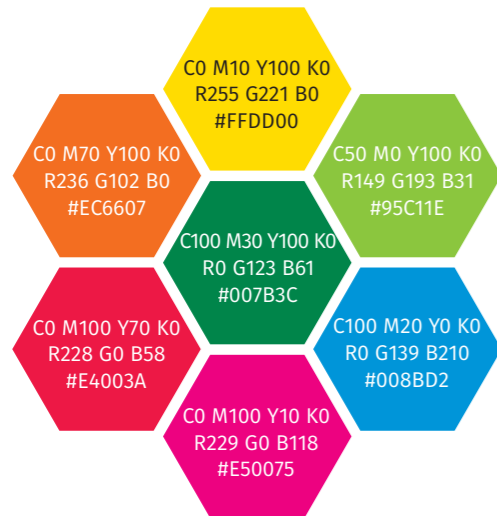 C0 M10 Y100 K0
R255 G221 B0
#FFDD00
C0 M70 Y100 K0
R236 G102 B0
#EC6607
C50 M0 Y100 K0
R149 G193 B31
#95C11E
C100 M30 Y100 K0
R0 G123 B61
#007B3C
C0 M100 Y70 K0
R228 G0 B58
#E4003A
C100 M20 Y0 K0
R0 G139 B210
#008BD2
C0 M100 Y10 K0
R229 G0 B118
#E50075